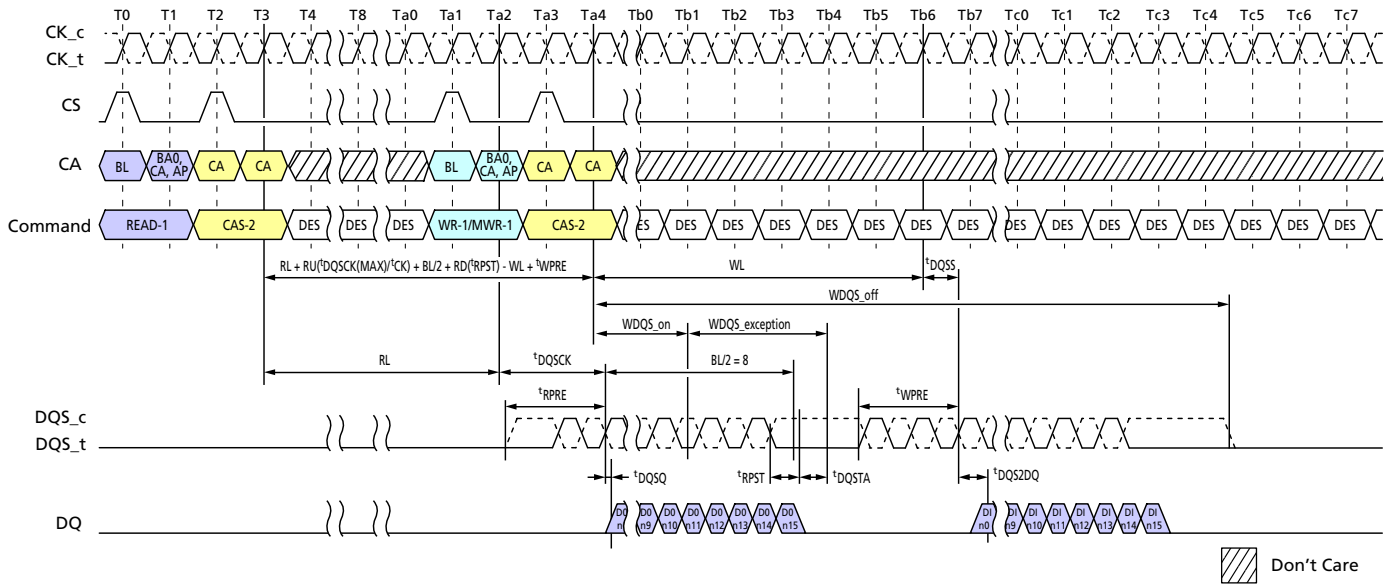 T0 T1 T2 T3 T4 T8 Ta0 Ta1 Ta2 Ta3 Ta4 Tb0 Tb1 Tb2 Tb3 Tb4 Tb5 Tb6 Tb7 Tc0 Tc1 Tc2 Tc3 Tc4 Tc5 Tc6 Tc7
CK_c
CK_t
CS
CA BL BA0, CA, AP CA CA BL BA0, CA, AP CA CA
Command READ-1 CAS-2 DES DES DES WR-1/MWR-1 CAS-2 DES DES DES DES DES DES DES DES DES DES DES DES DES DES DES DES
RL + RU(tDQSCK(MAX)/tCK) + BL/2 + RD(tRPST) - WL + tWPRE WL tDQSS
WDQS_off
WDQS_on WDQS_exception
RL tDQSCK BL/2 = 8
tRPRE tWPRE
DQS_c
DQS_t
tDQSQ tRPST tDQSTA tDQS2DQ
DQ D0 n D0 n9 D0 n10 D0 n11 D0 n12 D0 n13 D0 n14 D0 n15 DI n0 DI n9 DI n10 DI n11 DI n12 DI n13 DI n14 DI n15
Don't Care